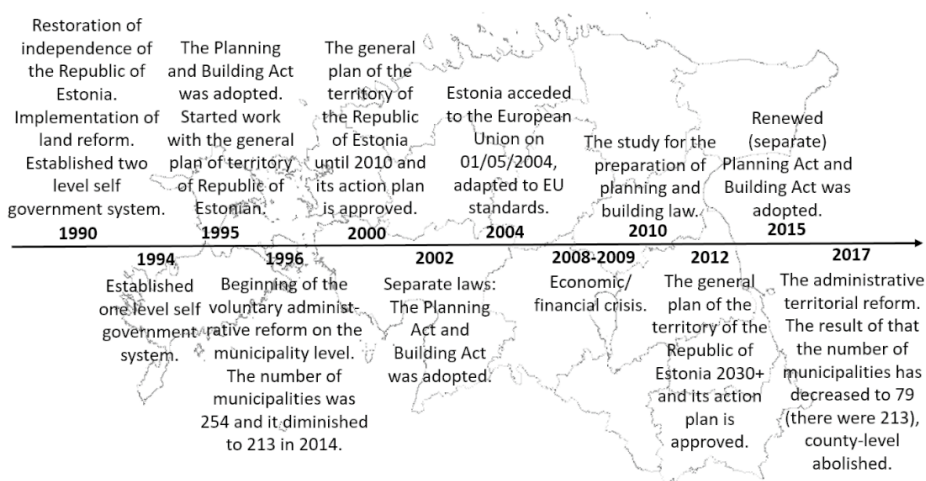 Restoration of
independence of
the Republic of
Estonia.
Implementation of
land reform.
Established two
level self
government system.
1990
The Planning
and Building Act
was adopted.
Started work
with the general
plan of territory
of Republic of
Estonian.
1995
The general
plan of the
territory of
the Republic
of Estonia
until 2010 and
its action plan
is approved.
2000
Estonia acceded
to the European
Union on
01/05/2004,
adapted to EU
standards.
2004
The study for the
preparation of
planning and
building law.
2010
Renewed
(separate)
Planning Act and
Building Act was
adopted.
2015
1994
Established
one level self
government
system.
1996
Beginning of the
voluntary administ-
rative reform on the
municipality level.
The number of
municipalities was
254 and it diminished
to 213 in 2014.
2002
Separate laws:
The Planning
Act and
Building Act
was adopted.
2008-2009
Economic/
financial crisis.
2012
The general
plan of the
territory of the
Republic of
Estonia 2030+
and its action
plan is
approved.
2017
The administrative
territorial reform.
The result of that
the number of
municipalities has
decreased to 79
(there were 213),
county-level
abolished.